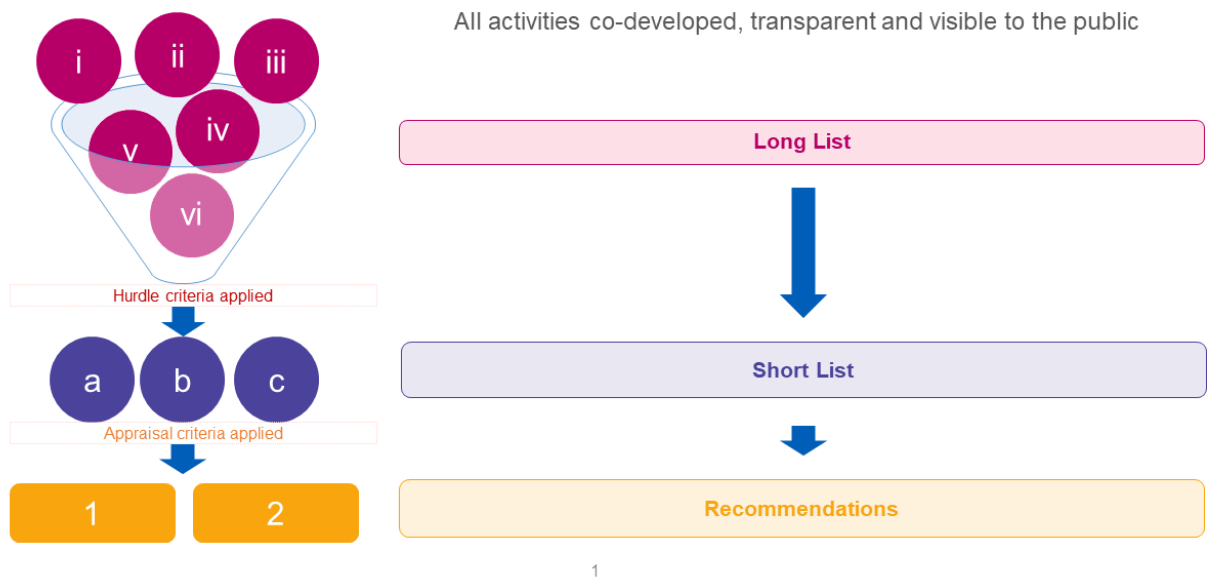 All activities co-developed, transparent and visible to the public
i
ii
iii
iv
v
vi
Long List
Hurdle criteria applied
a
b
c
Short List
Appraisal criteria applied
1
2
Recommendations
1